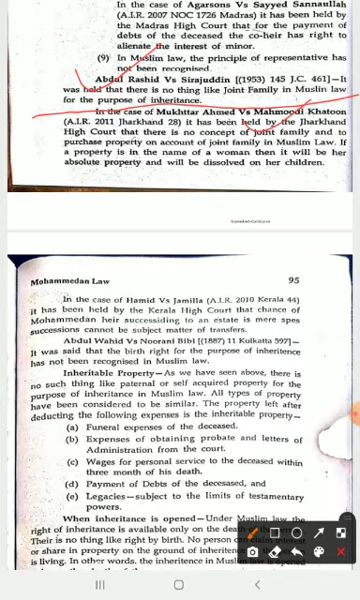 In the case of Agarsons Vs Sayyed Sannaullah
(A.I.R. 2007 NOC 1726 Madras) it has been held by
the Madras High Court that for the payment of
debts of the deceased the co-heir has right to
alienate the interest of minor.
(9) In Muslim law, the principle of representation has
not been recognised.
Abdul Rashid Vs Sirajuddin [(1953) 145 J.C. 461]—It
was held that there is no thing like Joint Family in Muslin law
for the purpose of inheritance.
In the case of Mukhttar Ahmed Vs Mahmoodi Khatoon
(A.I.R. 2011 Jharkhand 28) it has been held by the Jharkhand
High Court that there is no concept of joint family and to
purchase property on account of joint family in Muslim Law. If
a property is in the name of a woman then it will be her
absolute property and will be dissolved on her children.
Mohammedan Law 95
In the case of Hamid Vs Jamilla (A.I.R. 2010 Kerala 44)
it has been held by the Kerala High Court that chance of
Mohammedan heir successiding to an estate is mere spes
successions cannot be subject matter of transfers.
Abdul Wahid Vs Noorani Bibi [(1887) 11 Kolkatta 597]—
It was said that the birth right for the purpose of inheritence
has not been recognised in Muslim law.
Inheritable Property—As we have seen above, there is
no such thing like paternal or self acquired property for the
purpose of inheritance in Muslim law. All types of property
have been considered to be similar. The property left after
deducting the following expenses is the inheritable property—
(a) Funeral expenses of the deceased.
(b) Expenses of obtaining probate and letters of
Administration from the court.
(c) Wages for personal service to the deceased within
three month of his death.
(d) Payment of Debts of the deceased, and
(e) Legacies—subject to the limits of testamentary
powers.
When inheritance is opened—Under Muslim law the
right of inheritance is available only on the death of the
Their is no thing like right by birth. No person can claim
or share in property on the ground of inheritence
is living. In other words, the inheritance in Muslim law is opened